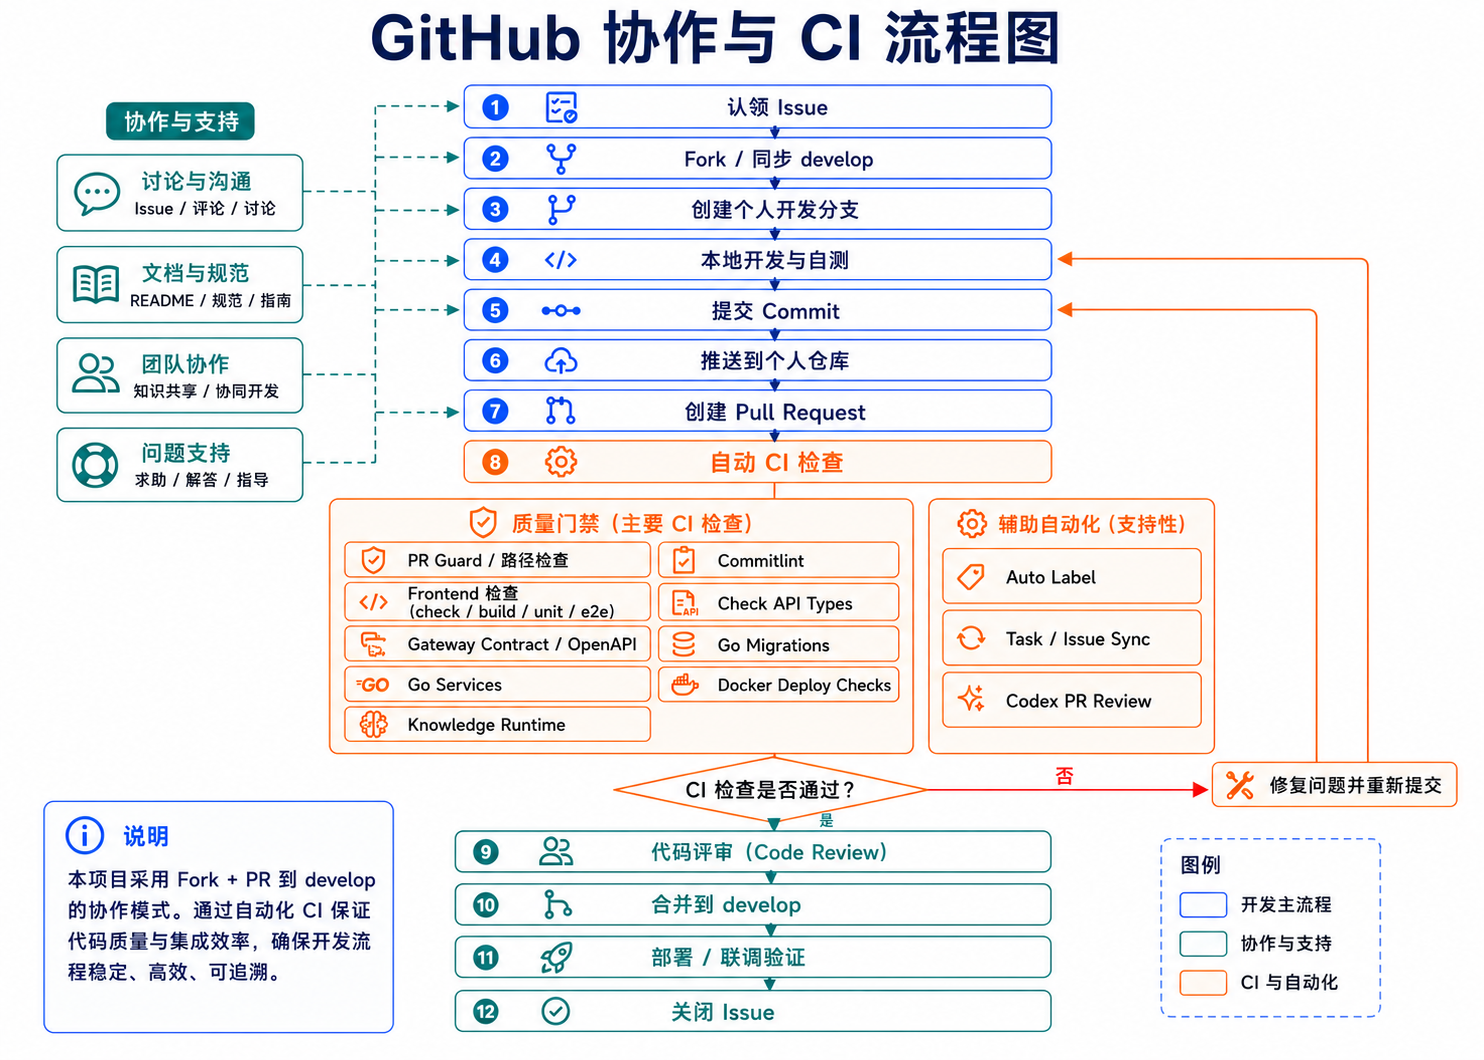 GitHub 协作与 CI 流程图
协作与支持
讨论与沟通
Issue / 评论 / 讨论
文档与规范
README / 规范 / 指南
团队协作
知识共享 / 协同开发
问题支持
求助 / 解答 / 指导
1 认领 Issue
2 Fork / 同步 develop
3 创建个人开发分支
4 </> 本地开发与自测
5 提交 Commit
6 推送到个人仓库
7 创建 Pull Request
8 自动 CI 检查
质量门禁（主要 CI 检查）
PR Guard / 路径检查
Commitlint
</> Frontend 检查
(check / build / unit / e2e)
API Check API Types
Gateway Contract / OpenAPI
Go Migrations
GO Go Services
Docker Deploy Checks
Knowledge Runtime
辅助自动化 (支持性)
Auto Label
Task / Issue Sync
Codex PR Review
CI 检查是否通过？
否
修复问题并重新提交
是
9 代码评审（Code Review）
10 合并到 develop
11 部署 / 联调验证
12 关闭 Issue
说明
本项目采用 Fork + PR 到 develop
的协作模式。通过自动化 CI 保证
代码质量与集成效率，确保开发流
程稳定、高效、可追溯。
图例
开发主流程
协作与支持
CI 与自动化